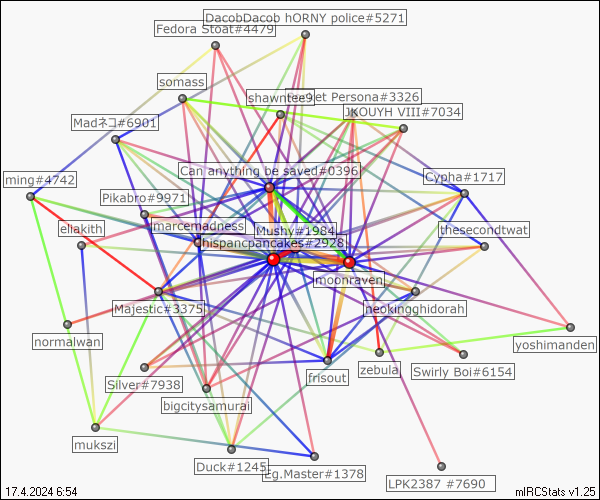 DacobDacob hORNY police#5271
Fedora Stoat#4479
somass
shawntee9
et Persona#3326
KOUYH VIII#7034
Madネコ#6901
Can anything be saved#0396
Cypha#1717
ming#4742
Pikabro#9971
marcemadness
Mushy#1984
thesecondtwat
ellakith
hispancpancakes#2928
moonraven
Majestic#3375
neokingghidorah
normalwan
yoshimanden
Silver#7938
frisout
zebula
Swirly Boi#6154
bigcitysamurai
mukszi
Duck#1245
Eg.Master#1378
LPK2387 #7690
17.4.2024 6:54
mIRCStats v1.25